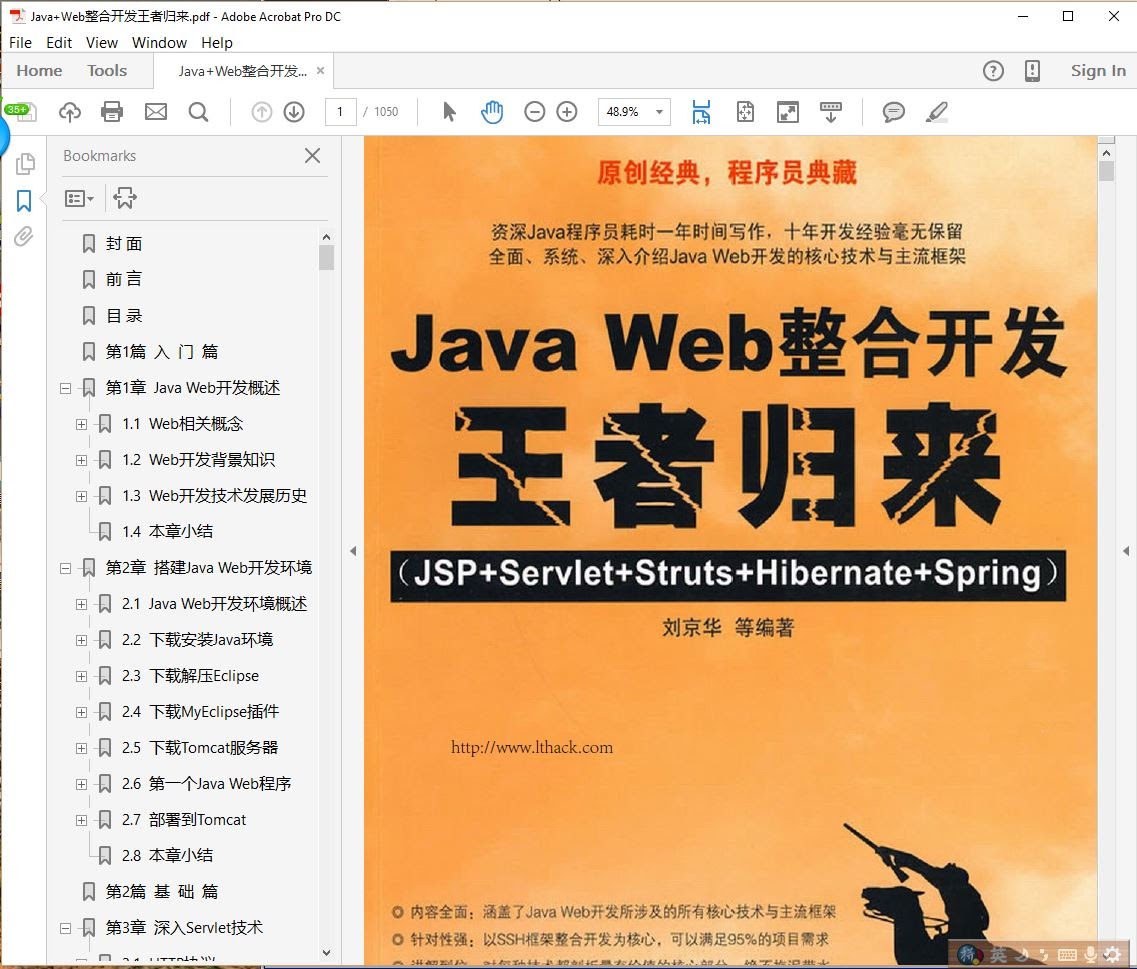 Java+Web整合开发王者归来.pdf - Adobe Acrobat Pro DC
File Edit View Window Help
Home Tools Java+Web整合开发... × Sign In
35+
1 / 1050 48.9%
Bookmarks
封 面
前 言
目 录
第1篇 入 门 篇
第1章 Java Web开发概述
1.1 Web相关概念
1.2 Web开发背景知识
1.3 Web开发技术发展历史
1.4 本章小结
第2章 搭建Java Web开发环境
2.1 Java Web开发环境概述
2.2 下载安装Java环境
2.3 下载解压Eclipse
2.4 下载MyEclipse插件
2.5 下载Tomcat服务器
2.6 第一个Java Web程序
2.7 部署到Tomcat
2.8 本章小结
第2篇 基 础 篇
第3章 深入Servlet技术
3.1 HTTP协议
原创经典，程序员典藏
资深Java程序员耗时一年时间写作，十年开发经验毫无保留
全面、系统、深入介绍Java Web开发的核心技术与主流框架
Java Web整合开发
王者归来
（JSP+Servlet+Struts+Hibernate+Spring）
刘京华 等编著
http://www.lthack.com
内容全面：涵盖了Java Web开发所涉及的所有核心技术与主流框架
针对性强：以SSH框架整合开发为核心，可以满足95%的项目需求
英